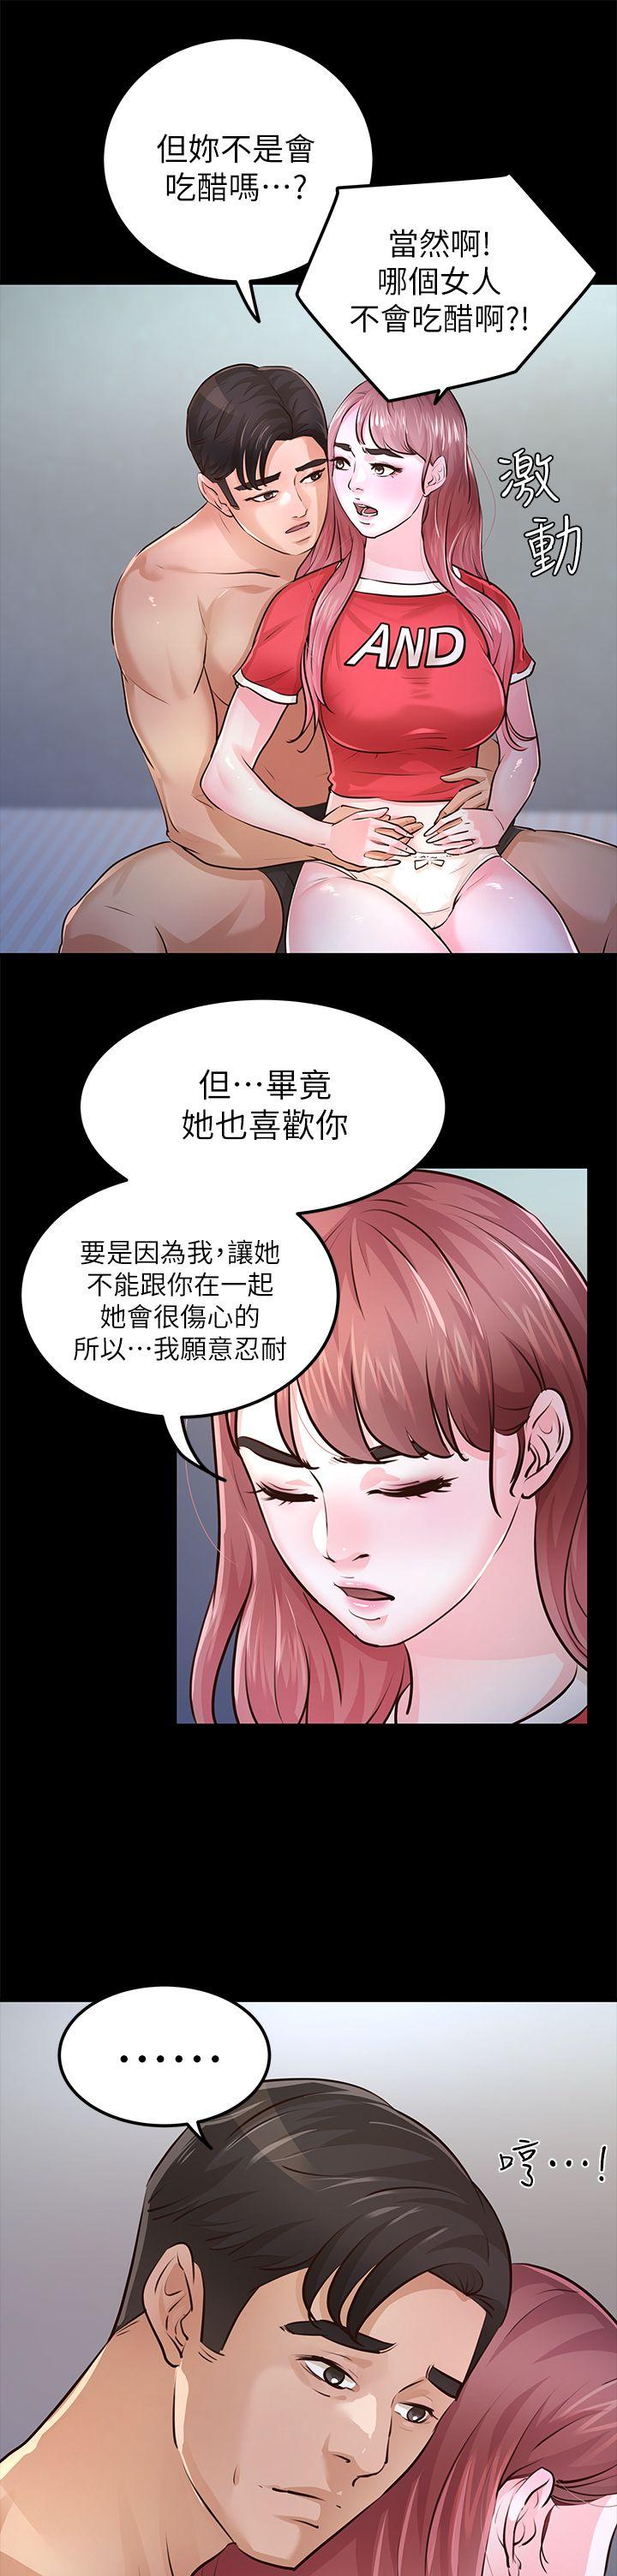 但妳不是會
吃醋嗎…?
當然啊!
哪個女人
不會吃醋啊?!
激動
AND
但…畢竟
她也喜歡你
要是因為我,讓她
不能跟你在一起
她會很傷心的
所以…我願意忍耐
……
哼…!